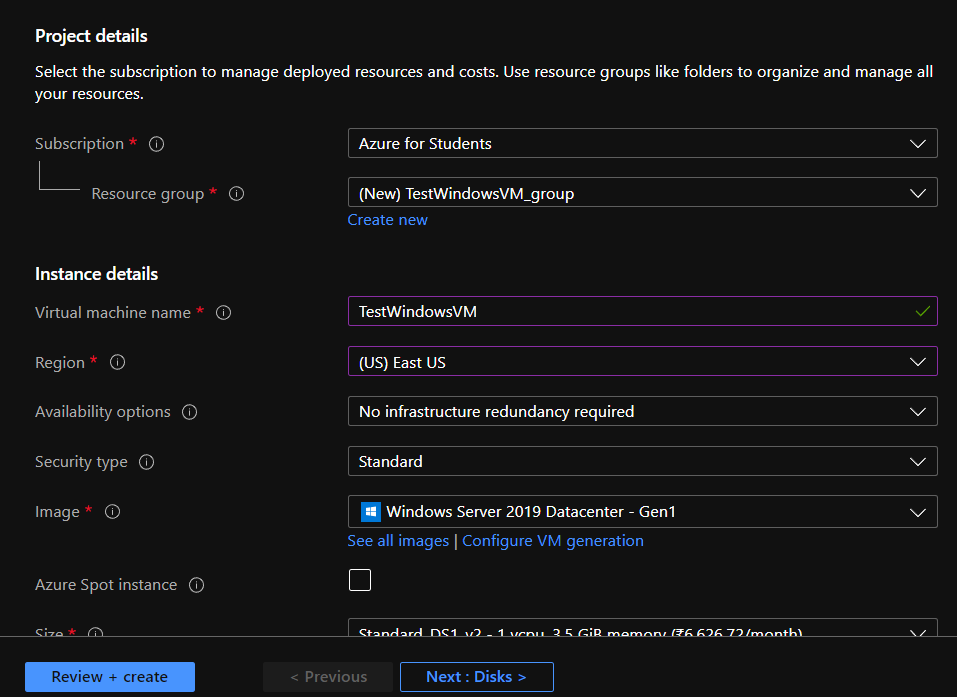 Project details
Select the subscription to manage deployed resources and costs. Use resource groups like folders to organize and manage all
your resources.
Subscription *
Azure for Students
Resource group *
(New) TestWindowsVM_group
Create new
Instance details
Virtual machine name *
TestWindowsVM
Region *
(US) East US
Availability options
No infrastructure redundancy required
Security type
Standard
Image *
Windows Server 2019 Datacenter - Gen1
See all images | Configure VM generation
Azure Spot instance
Size *
Standard_DS1_v2 - 1 vcpu, 3.5 GiB memory (₹6,626.72/month)
Review + create
< Previous
Next : Disks >